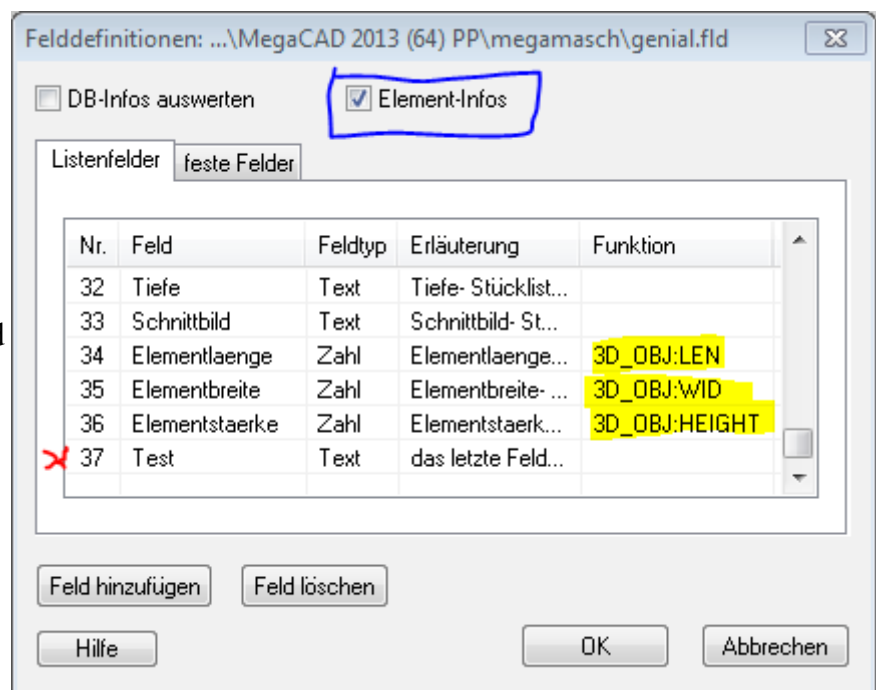 Felddefinitionen: ...\MegaCAD 2013 (64) PP\megamasch\genial.fld
DB-Infos auswerten Element-Infos
Listenfelder feste Felder
Nr. Feld Feldtyp Erläuterung Funktion
32 Tiefe Text Tiefe- Stücklist...
33 Schnittbild Text Schnittbild- St...
34 Elementlaenge Zahl Elementlaenge... 3D_OBJ:LEN
35 Elementbreite Zahl Elementbreite- ... 3D_OBJ:WID
36 Elementstaerke Zahl Elementstaerk... 3D_OBJ:HEIGHT
37 Test Text das letzte Feld...
Feld hinzufügen Feld löschen
Hilfe OK Abbrechen